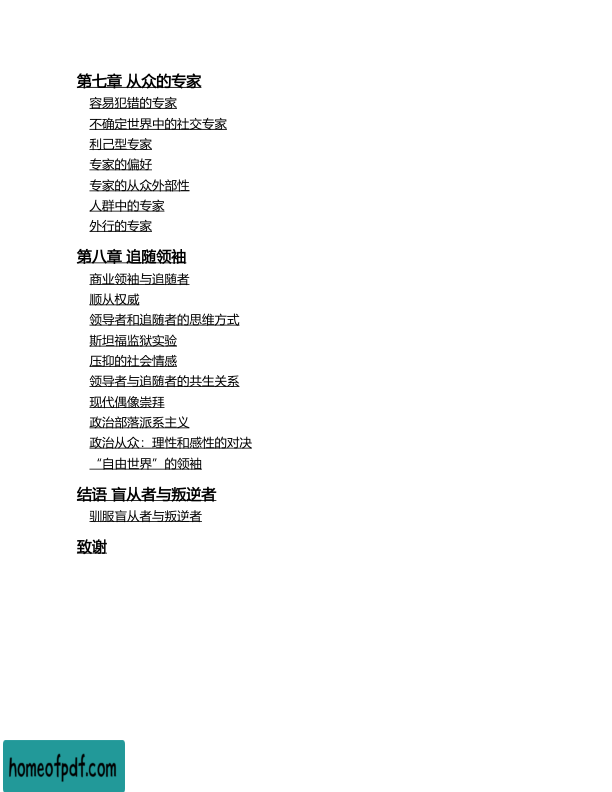 第七章 从众的专家
容易犯错的专家
不确定世界中的社交专家
利己型专家
专家的偏好
专家的从众外部性
人群中的专家
外行的专家
第八章 追随领袖
商业领袖与追随者
顺从权威
领导者和追随者的思维方式
斯坦福监狱实验
压抑的社会情感
领导者与追随者的共生关系
现代偶像崇拜
政治部落派系主义
政治从众：理性和感性的对决
“自由世界”的领袖
结语 盲从者与叛逆者
驯服盲从者与叛逆者
致谢
homeofpdf.com